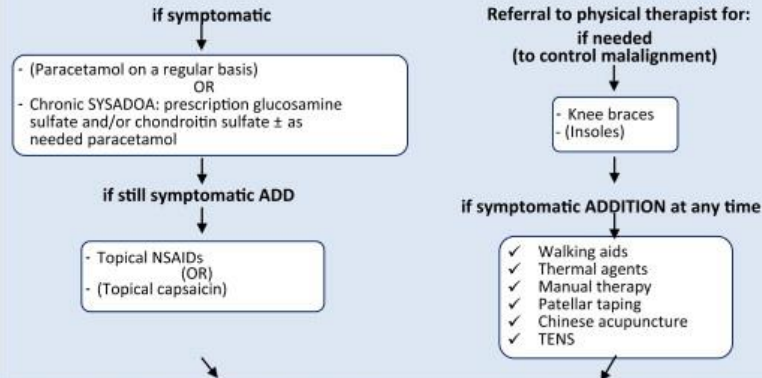 if symptomatic
- (Paracetamol on a regular basis)
OR
- Chronic SYSADOA: prescription glucosamine
sulfate and/or chondroitin sulfate ± as
needed paracetamol
if still symptomatic ADD
- Topical NSAIDs
(OR)
- (Topical capsaicin)
Referral to physical therapist for:
if needed
(to control malalignment)
- Knee braces
- (Insoles)
if symptomatic ADDITION at any time
✓ Walking aids
✓ Thermal agents
✓ Manual therapy
✓ Patellar taping
✓ Chinese acupuncture
✓ TENS